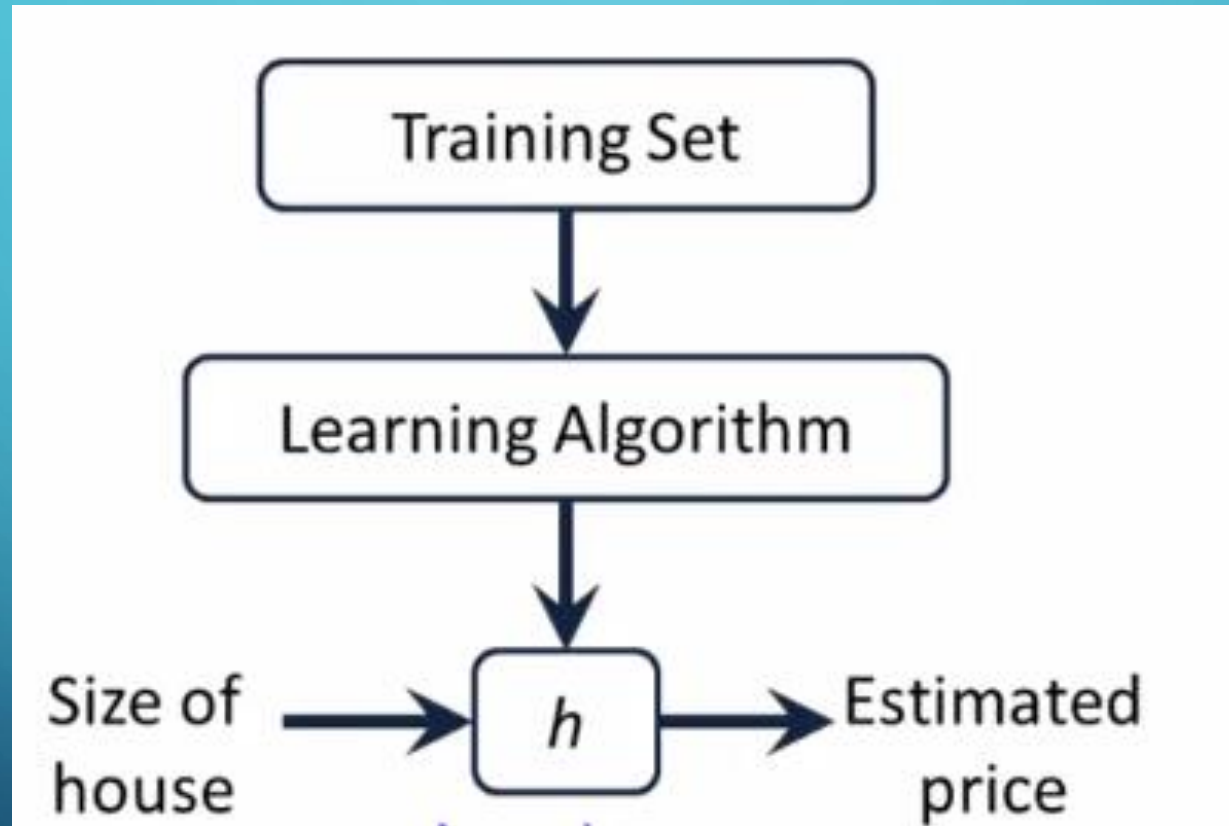 Training Set
Learning Algorithm
Size of
house
h
Estimated
price